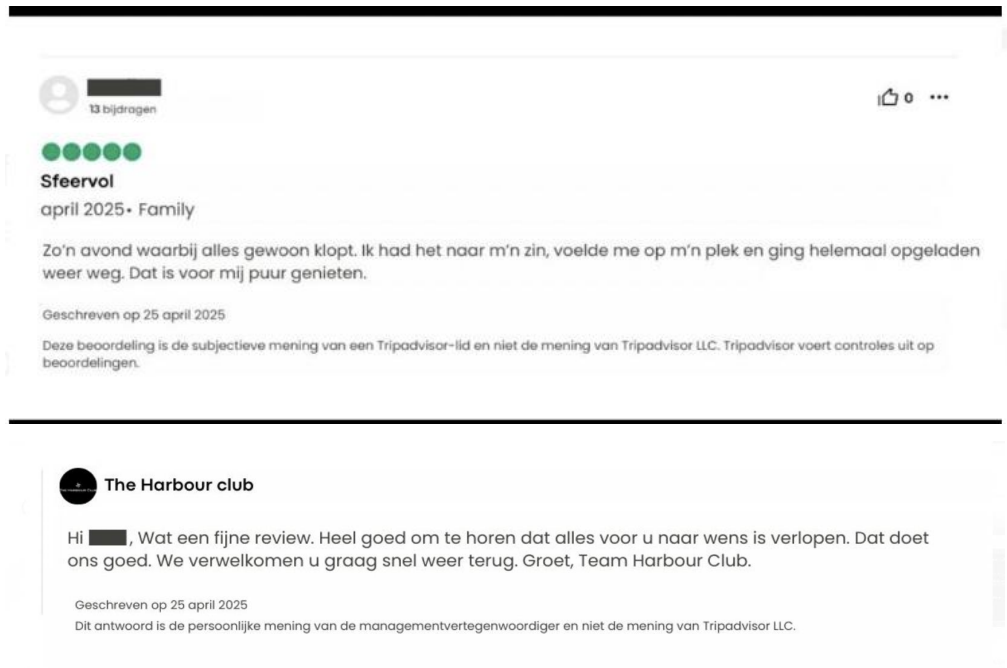 13 bijdragen
0
Sfeervol
april 2025• Family
Zo'n avond waarbij alles gewoon klopt. Ik had het naar m'n zin, voelde me op m'n plek en ging helemaal opgeladen
weer weg. Dat is voor mij puur genieten.
Geschreven op 25 april 2025
Deze beoordeling is de subjectieve mening van een Tripadvisor-lid en niet de mening van Tripadvisor LLC. Tripadvisor voert controles uit op
beoordelingen.
The Harbour club
Hi , Wat een fijne review. Heel goed om te horen dat alles voor u naar wens is verlopen. Dat doet
ons goed. We verwelkomen u graag snel weer terug. Groet, Team Harbour Club.
Geschreven op 25 april 2025
Dit antwoord is de persoonlijke mening van de managementvertegenwoordiger en niet de mening van Tripadvisor LLC.